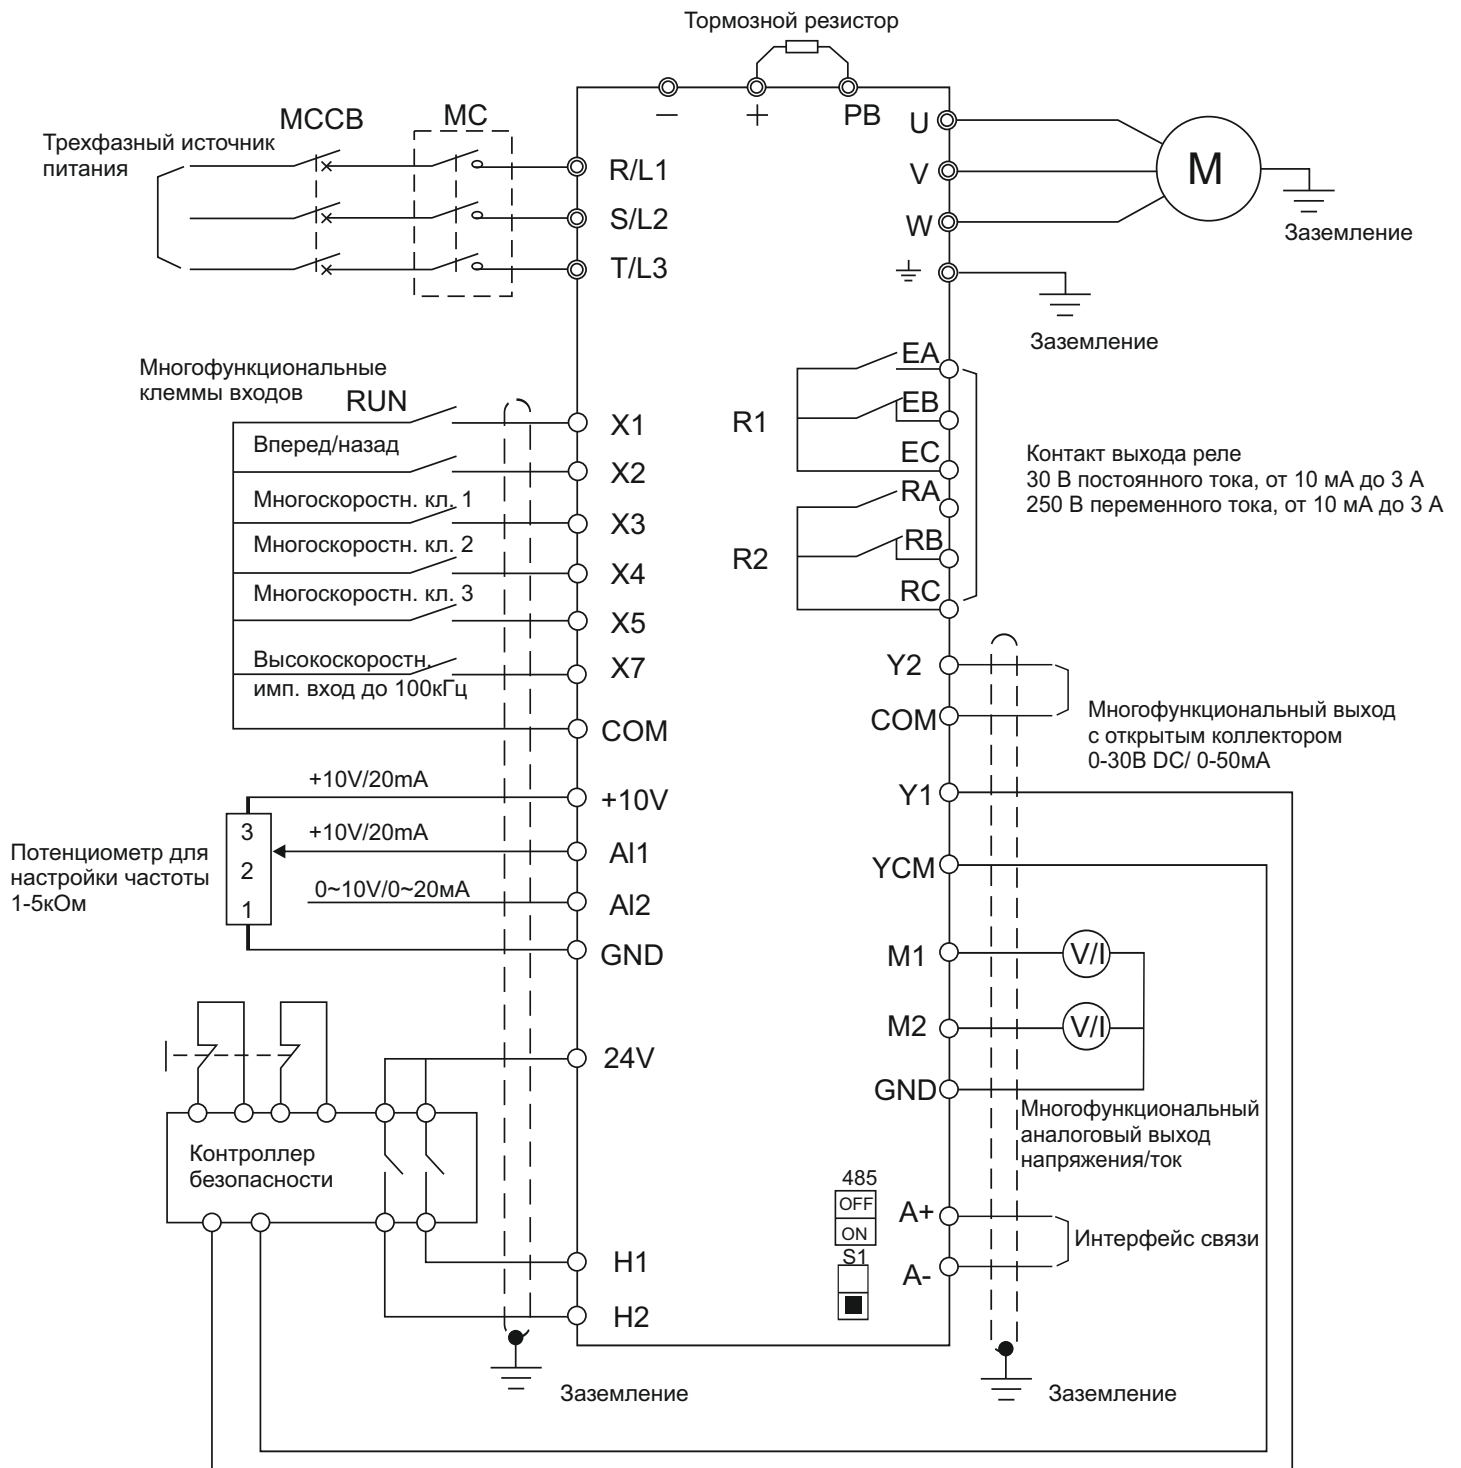 Тормозной резистор
MCCB
MC
— + PB
Трехфазный источник
питания
R/L1
S/L2
T/L3
U
V
W
M
Заземление
Заземление
Многофункциональные
клеммы входов
RUN
X1
Вперед/назад
X2
Многоскоростн. кл. 1
X3
Многоскоростн. кл. 2
X4
Многоскоростн. кл. 3
X5
Высокоскоростн.
имп. вход до 100кГц
X7
COM
+10V/20mA
+10V
+10V/20mA
AI1
0~10V/0~20мА
AI2
GND
3
2
1
Потенциометр для
настройки частоты
1-5кОм
24V
Контроллер
безопасности
H1
H2
Заземление
R1
EA
EB
EC
R2
RA
RB
RC
Контакт выхода реле
30 В постоянного тока, от 10 мА до 3 А
250 В переменного тока, от 10 мА до 3 А
Y2
COM
Многофункциональный выход
с открытым коллектором
0-30В DC/ 0-50мА
Y1
YCM
M1
V/I
M2
V/I
GND
Многофункциональный
аналоговый выход
напряжения/ток
485
OFF
ON
S1
A+
A-
Интерфейс связи
Заземление